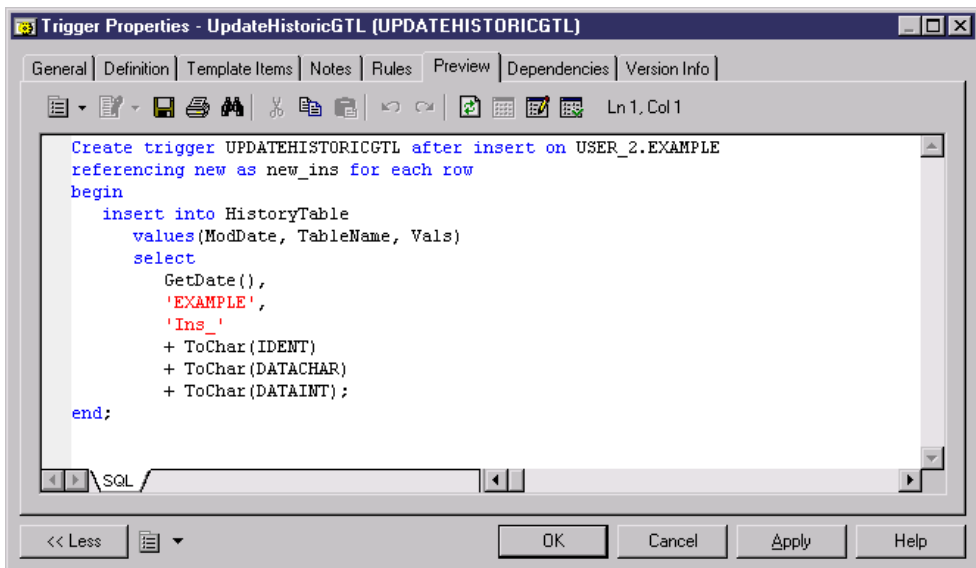 Trigger Properties - UpdateHistoricGTL (UPDATEHISTORICGTL)
General Definition Template Items Notes Rules Preview Dependencies Version Info
Ln 1, Col 1
Create trigger UPDATEHISTORICGTL after insert on USER_2.EXAMPLE
referencing new as new_ins for each row
begin
insert into HistoryTable
values(ModDate, TableName, Vals)
select
GetDate(),
'EXAMPLE',
'Ins_'
+ ToChar(IDENT)
+ ToChar(DATACHAR)
+ ToChar(DATAINT);
end;
SQL
<< Less OK Cancel Apply Help